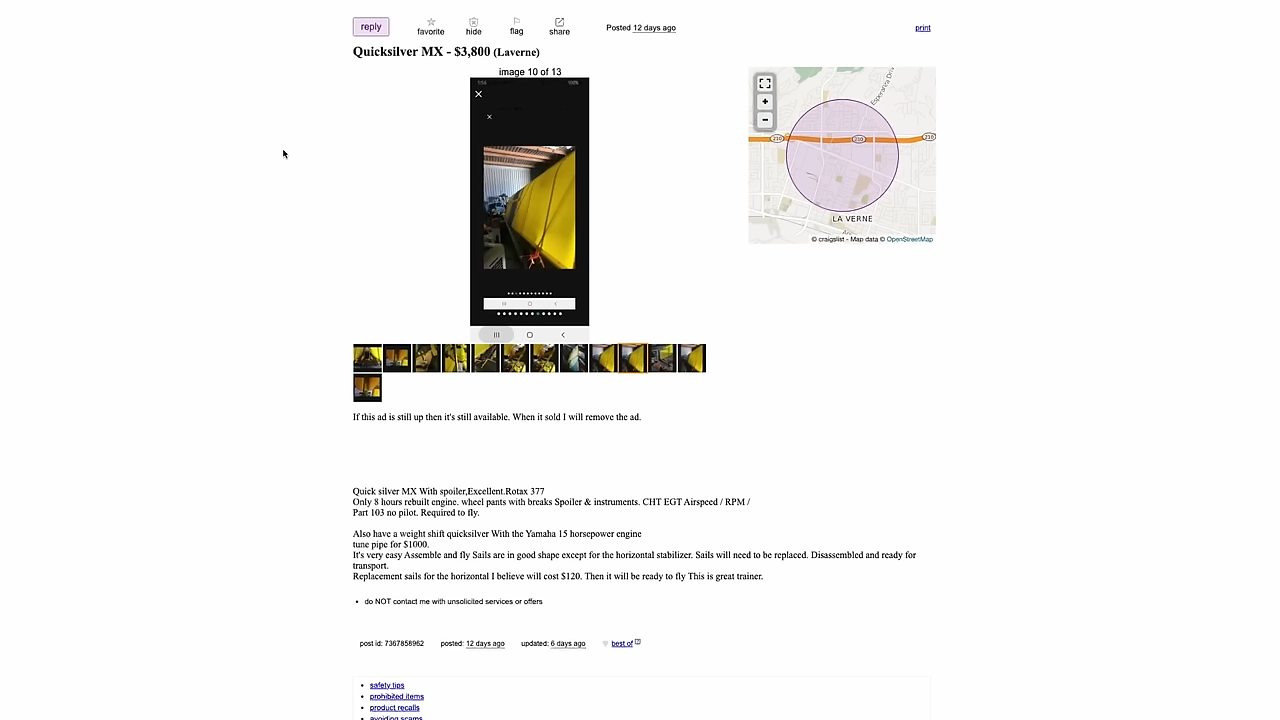 reply
favorite
hide
flag
share
Posted 12 days ago
print
Quicksilver MX - $3,800 (Laverne)
image 10 of 13
100%
210
210
210
Esperanza Driv
LA VERNE
© craigslist - Map data © OpenStreetMap
If this ad is still up then it's still available. When it sold I will remove the ad.
Quick silver MX With spoiler,Excellent.Rotax 377
Only 8 hours rebuilt engine. wheel pants with breaks Spoiler & instruments. CHT EGT Airspeed / RPM /
Part 103 no pilot. Required to fly.
Also have a weight shift quicksilver With the Yamaha 15 horsepower engine
tune pipe for $1000.
It's very easy Assemble and fly Sails are in good shape except for the horizontal stabilizer. Sails will need to be replaced. Disassembled and ready for
transport.
Replacement sails for the horizontal I believe will cost $120. Then it will be ready to fly This is great trainer.
• do NOT contact me with unsolicited services or offers
post id: 7367858962
posted: 12 days ago
updated: 6 days ago
♥ best of [?]
• safety tips
• prohibited items
• product recalls
• avoiding scams